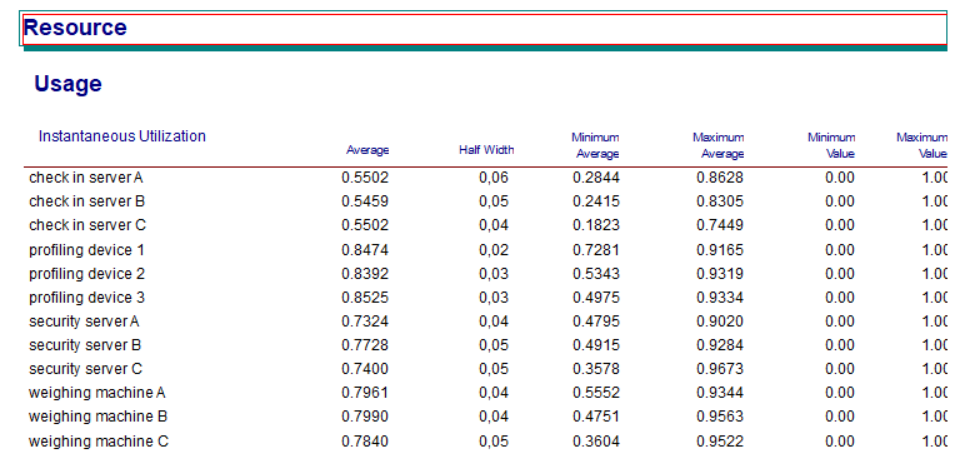 Resource
Usage
Instantaneous Utilization Average Half Width Minimum Average Maximum Average Minimum Value Maximum Value
check in server A 0.5502 0,06 0.2844 0.8628 0.00 1.00
check in server B 0.5459 0,05 0.2415 0.8305 0.00 1.00
check in server C 0.5502 0,04 0.1823 0.7449 0.00 1.00
profiling device 1 0.8474 0,02 0.7281 0.9165 0.00 1.00
profiling device 2 0.8392 0,03 0.5343 0.9319 0.00 1.00
profiling device 3 0.8525 0,03 0.4975 0.9334 0.00 1.00
security server A 0.7324 0,04 0.4795 0.9020 0.00 1.00
security server B 0.7728 0,05 0.4915 0.9284 0.00 1.00
security server C 0.7400 0,05 0.3578 0.9673 0.00 1.00
weighing machine A 0.7961 0,04 0.5552 0.9344 0.00 1.00
weighing machine B 0.7990 0,04 0.4751 0.9563 0.00 1.00
weighing machine C 0.7840 0,05 0.3604 0.9522 0.00 1.00